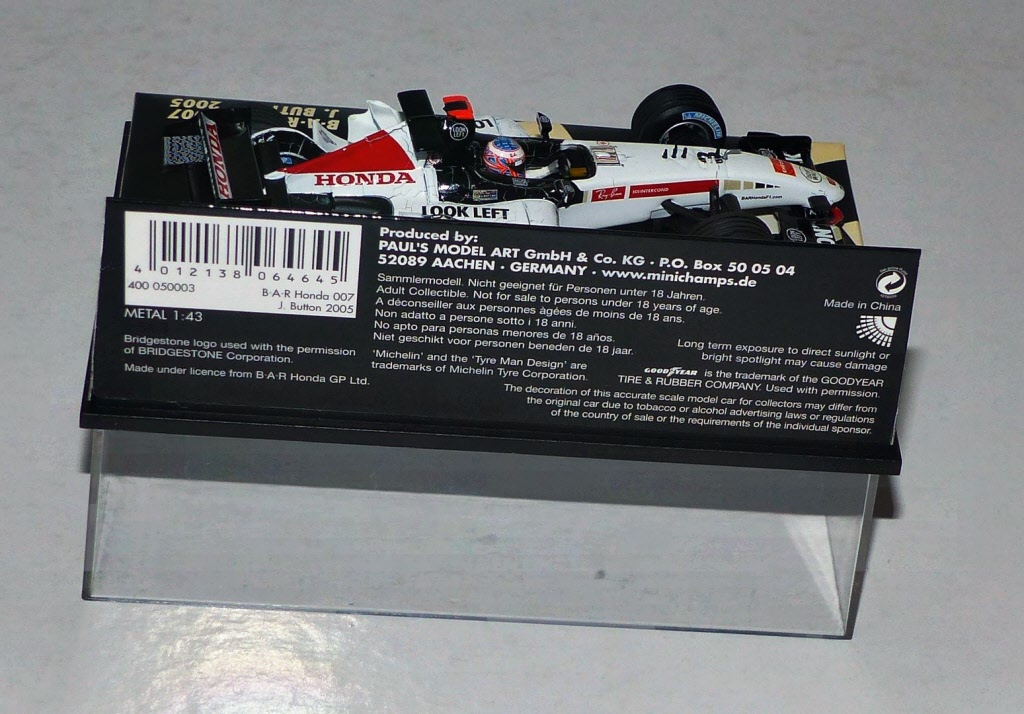 007
2005
B·A·R
J. BUT
HONDA
HONDA
LOOK LEFT
LOOK LEFT
Ray-Ban
INTERCOND
BARHondaF1.com
MICHELIN
3
4 012138 064645
400 050003
B·A·R Honda 007
J. Button 2005
METAL 1:43
Bridgestone logo used with the permission
of BRIDGESTONE Corporation.
Made under licence from B·A·R Honda GP Ltd.
Produced by:
PAUL'S MODEL ART GmbH & Co. KG · P.O. Box 50 05 04
52089 AACHEN · GERMANY · www.minichamps.de
Sammlermodell. Nicht geeignet für Personen unter 18 Jahren.
Adult Collectible. Not for sale to persons under 18 years of age.
A déconseiller aux personnes âgées de moins de 18 ans.
Non adatto a persone sotto i 18 anni.
No apto para personas menores de 18 años.
Niet geschikt voor personen beneden de 18 jaar.
'Michelin' and the 'Tyre Man Design' are
trademarks of Michelin Tyre Corporation.
Made in China
Long term exposure to direct sunlight or
bright spotlight may cause damage
GOODYEAR is the trademark of the GOODYEAR
TIRE & RUBBER COMPANY. Used with permission.
The decoration of this accurate scale model car for collectors may differ from
the original car due to tobacco or alcohol advertising laws or regulations
of the country of sale or the requirements of the individual sponsor.